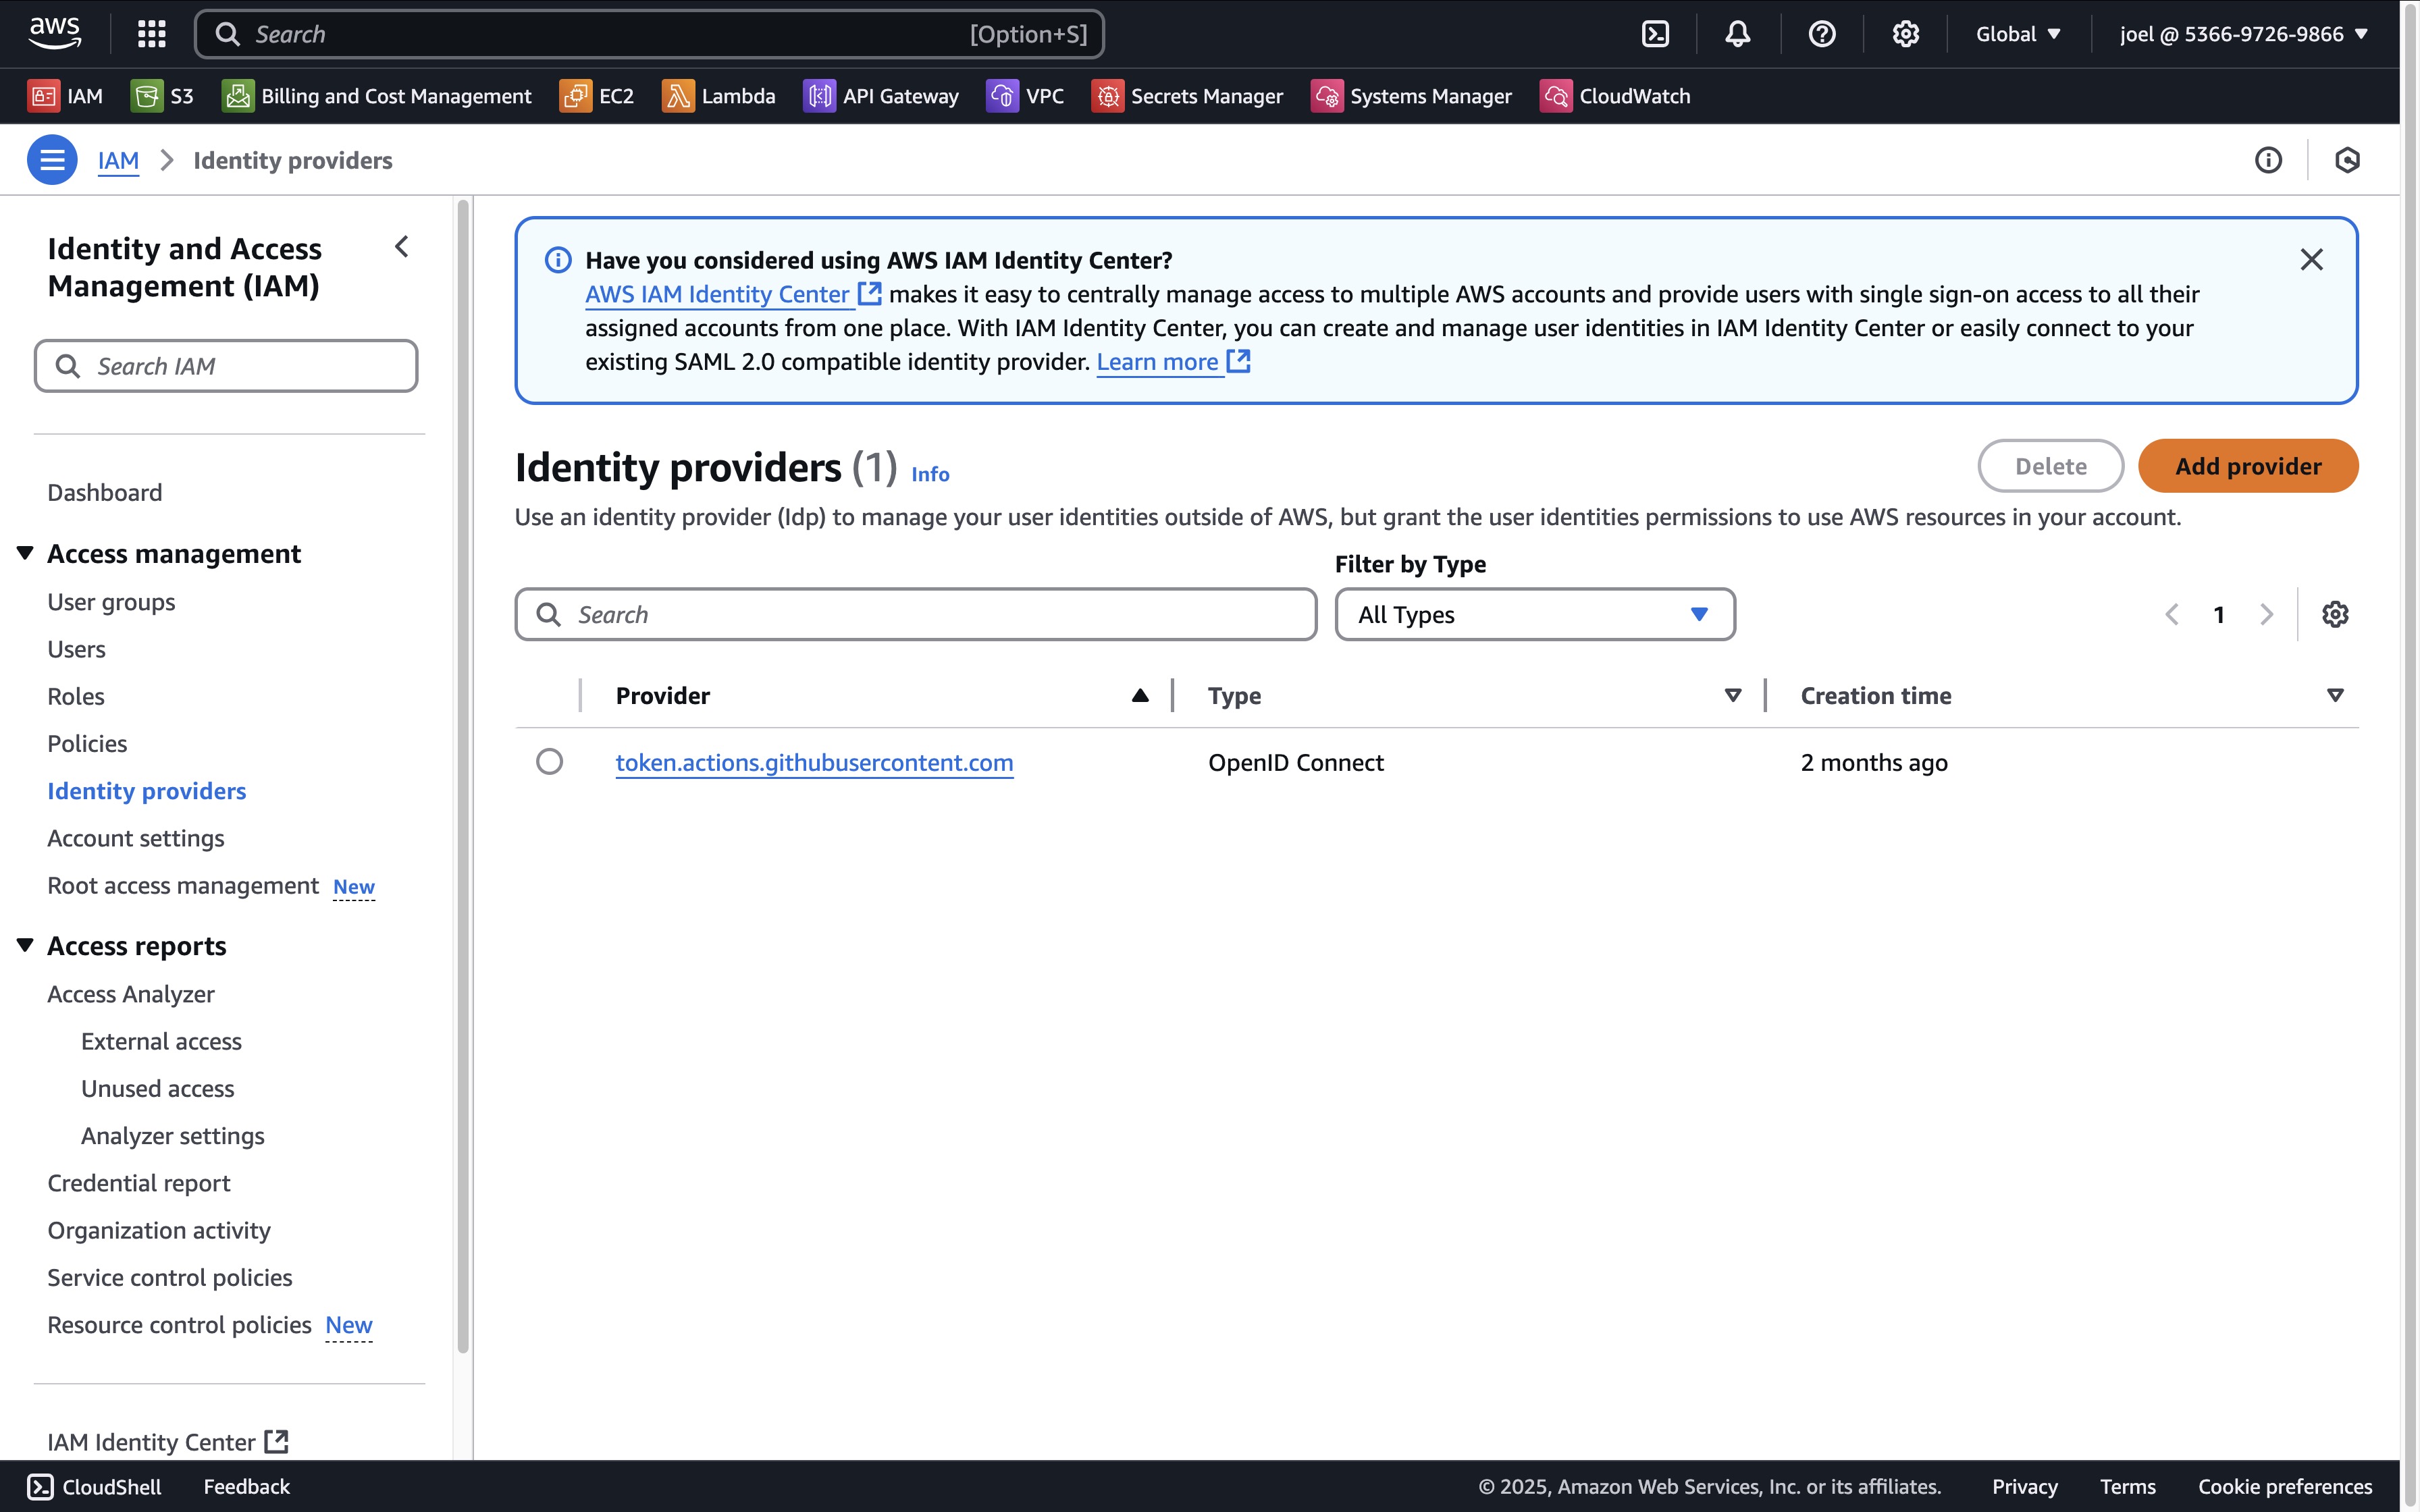 aws
Search [Option+S] Global joel @ 5366-9726-9866
IAM S3 Billing and Cost Management EC2 Lambda API Gateway VPC Secrets Manager Systems Manager CloudWatch
IAM Identity providers
Identity and Access
Management (IAM)
Search IAM
Dashboard
Access management
User groups
Users
Roles
Policies
Identity providers
Account settings
Root access management New
Access reports
Access Analyzer
External access
Unused access
Analyzer settings
Credential report
Organization activity
Service control policies
Resource control policies New
IAM Identity Center
Have you considered using AWS IAM Identity Center?
AWS IAM Identity Center makes it easy to centrally manage access to multiple AWS accounts and provide users with single sign-on access to all their
assigned accounts from one place. With IAM Identity Center, you can create and manage user identities in IAM Identity Center or easily connect to your
existing SAML 2.0 compatible identity provider. Learn more
Identity providers (1) Info
Delete Add provider
Use an identity provider (Idp) to manage your user identities outside of AWS, but grant the user identities permissions to use AWS resources in your account.
Filter by Type
Search All Types 1
Provider Type Creation time
token.actions.githubusercontent.com OpenID Connect 2 months ago
CloudShell Feedback © 2025, Amazon Web Services, Inc. or its affiliates. Privacy Terms Cookie preferences